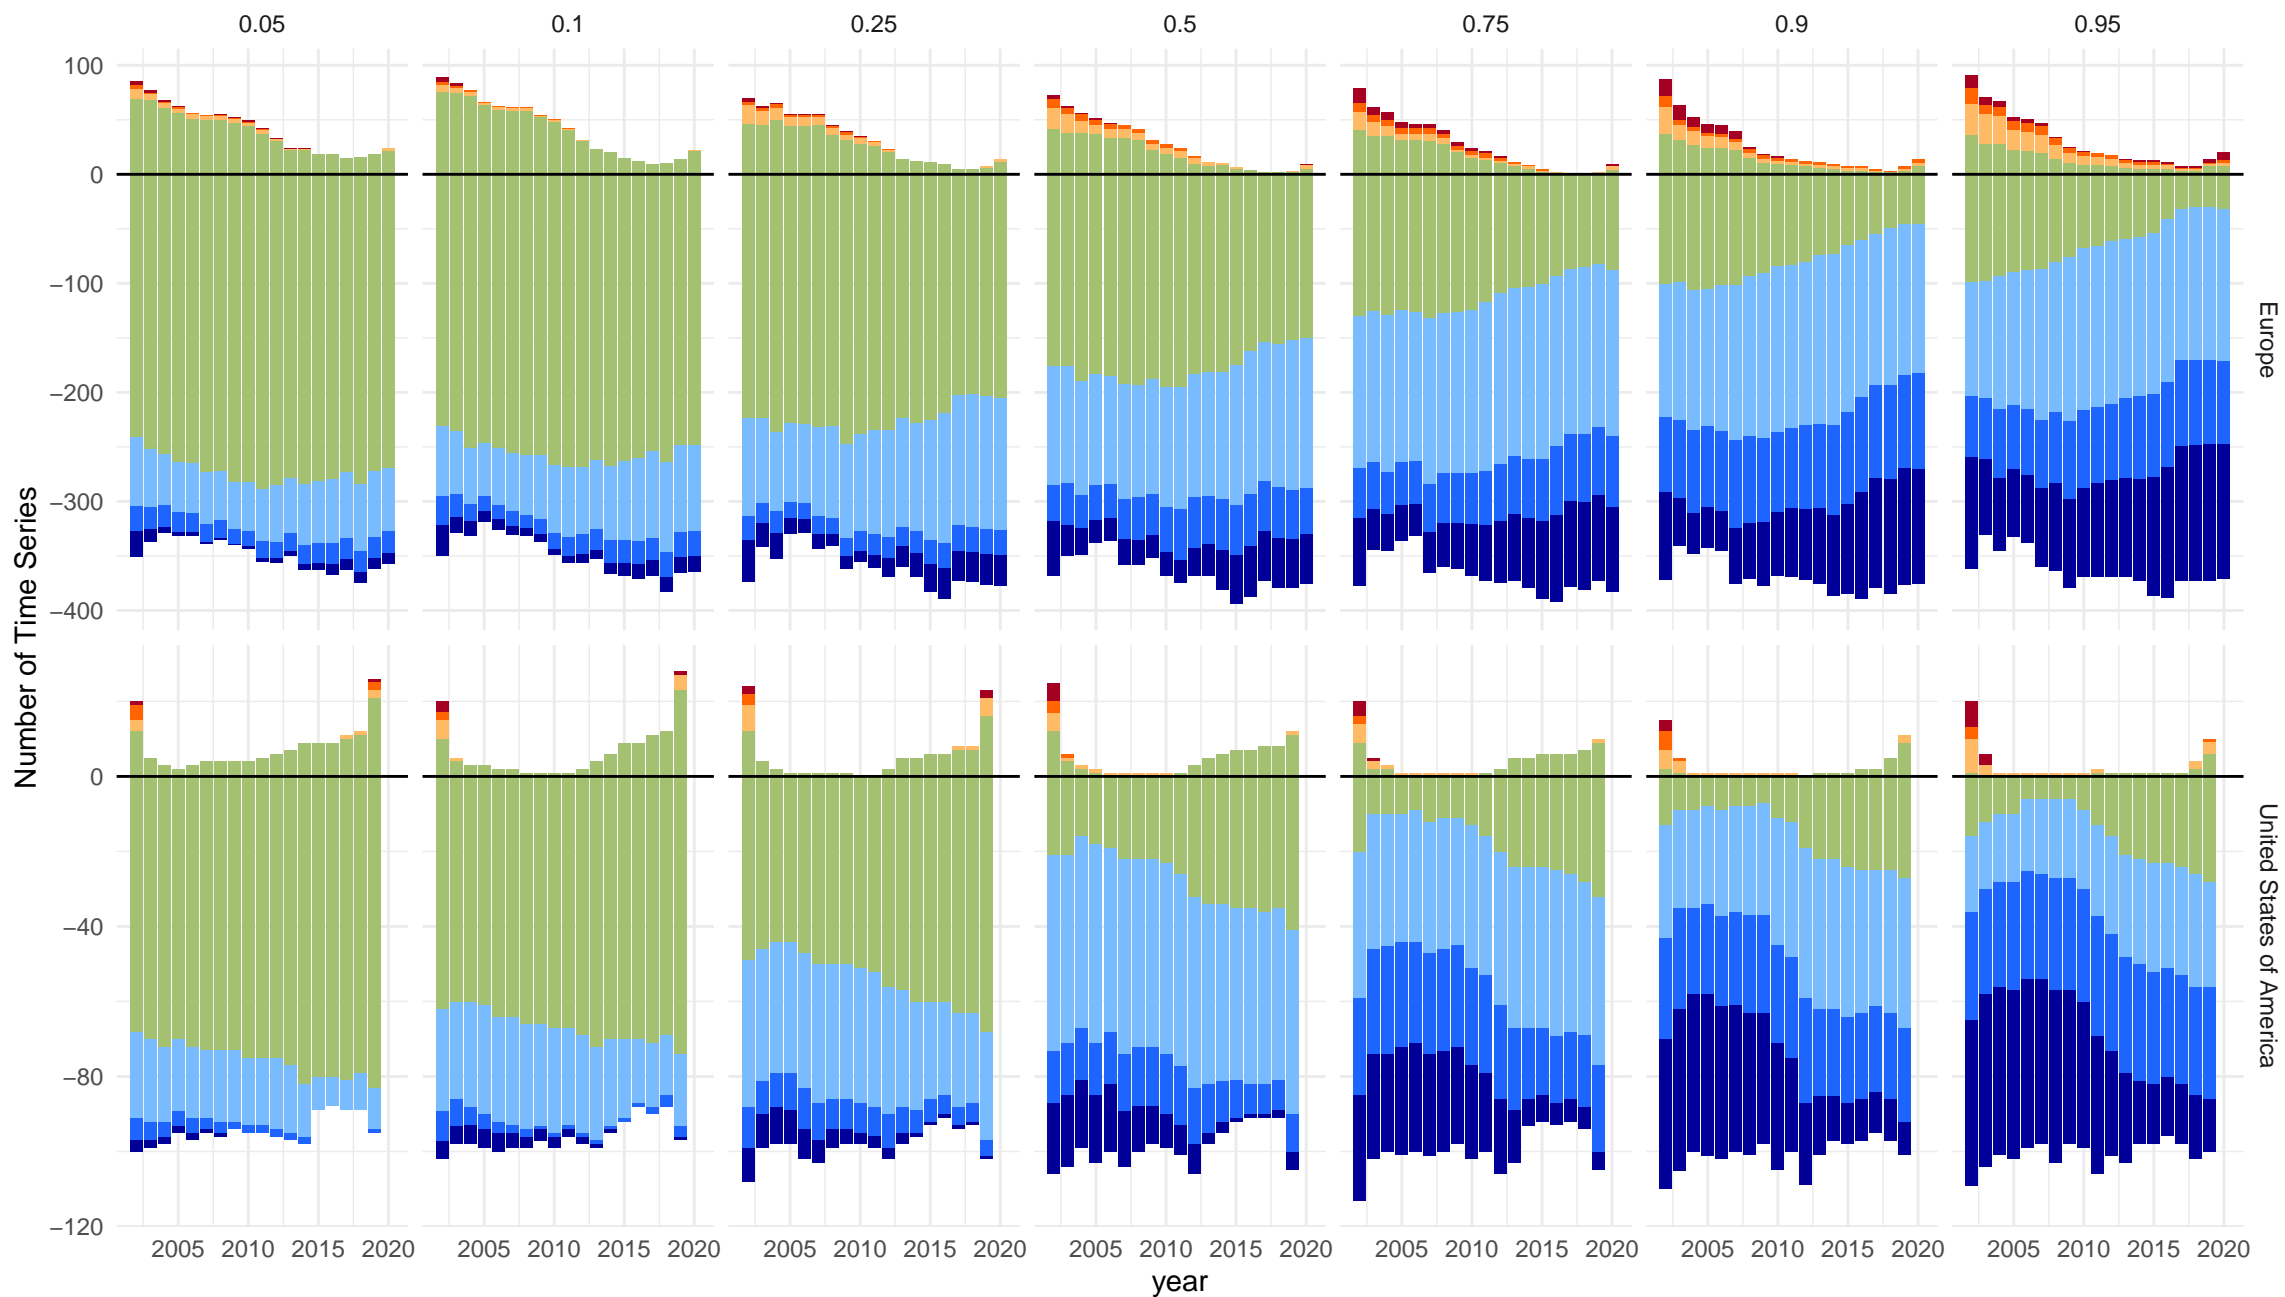 0.05 0.1 0.25 0.5 0.75 0.9 0.95
100
0
−100
−200
−300
−400
Europe
0
−40
−80
−120
United States of America
Number of Time Series
2005 2010 2015 2020 2005 2010 2015 2020 2005 2010 2015 2020 2005 2010 2015 2020 2005 2010 2015 2020 2005 2010 2015 2020 2005 2010 2015 2020
year